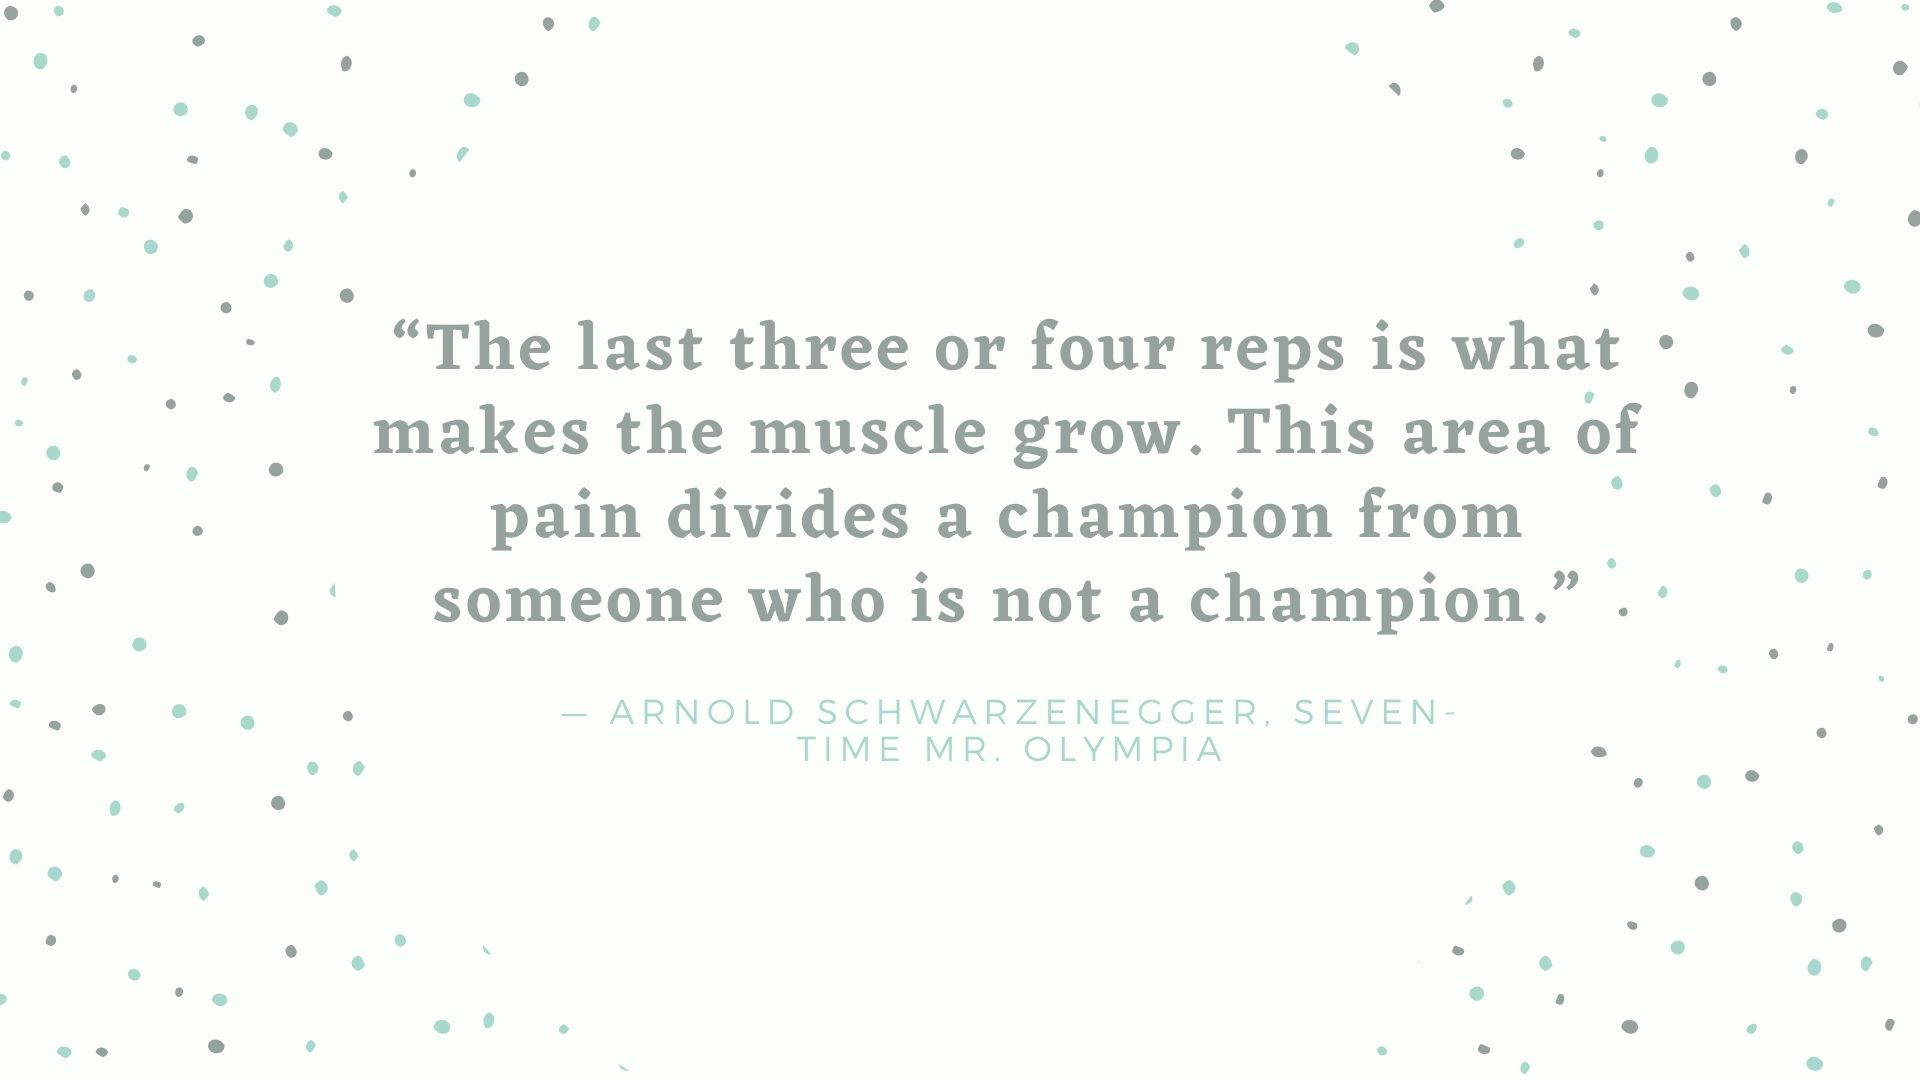 “The last three or four reps is what
makes the muscle grow. This area of
pain divides a champion from
someone who is not a champion.”
— ARNOLD SCHWARZENEGGER, SEVEN-
TIME MR. OLYMPIA